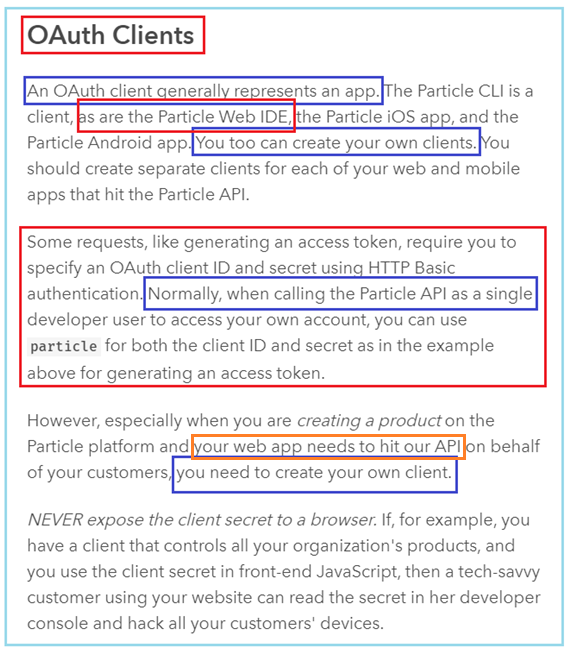 OAuth Clients
An OAuth client generally represents an app. The Particle CLI is a
client, as are the Particle Web IDE, the Particle iOS app, and the
Particle Android app. You too can create your own clients. You
should create separate clients for each of your web and mobile
apps that hit the Particle API.
Some requests, like generating an access token, require you to
specify an OAuth client ID and secret using HTTP Basic
authentication. Normally, when calling the Particle API as a single
developer user to access your own account, you can use
particle for both the client ID and secret as in the example
above for generating an access token.
However, especially when you are creating a product on the
Particle platform and your web app needs to hit our API on behalf
of your customers, you need to create your own client.
NEVER expose the client secret to a browser. If, for example, you
have a client that controls all your organization's products, and
you use the client secret in front-end JavaScript, then a tech-savvy
customer using your website can read the secret in her developer
console and hack all your customers' devices.